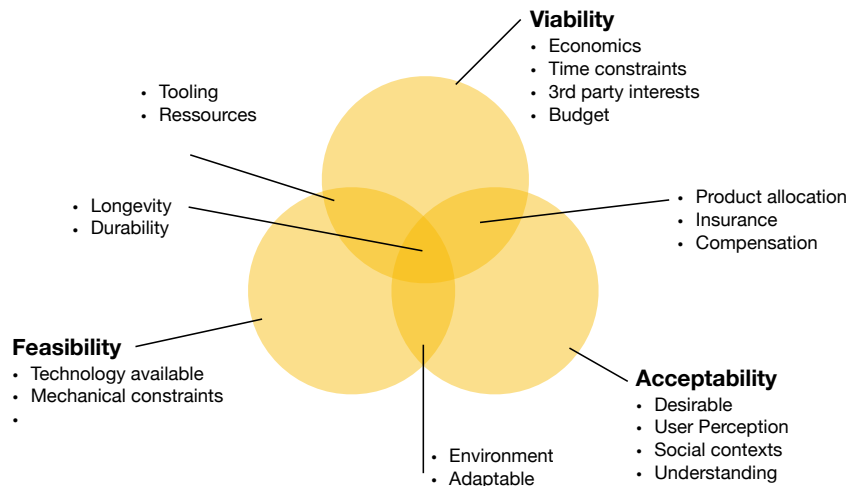 Viability
• Economics
• Time constraints
• 3rd party interests
• Budget
• Tooling
• Ressources
• Longevity
• Durability
• Product allocation
• Insurance
• Compensation
Feasibility
• Technology available
• Mechanical constraints
•
Acceptability
• Desirable
• User Perception
• Social contexts
• Understanding
• Environment
• Adaptable